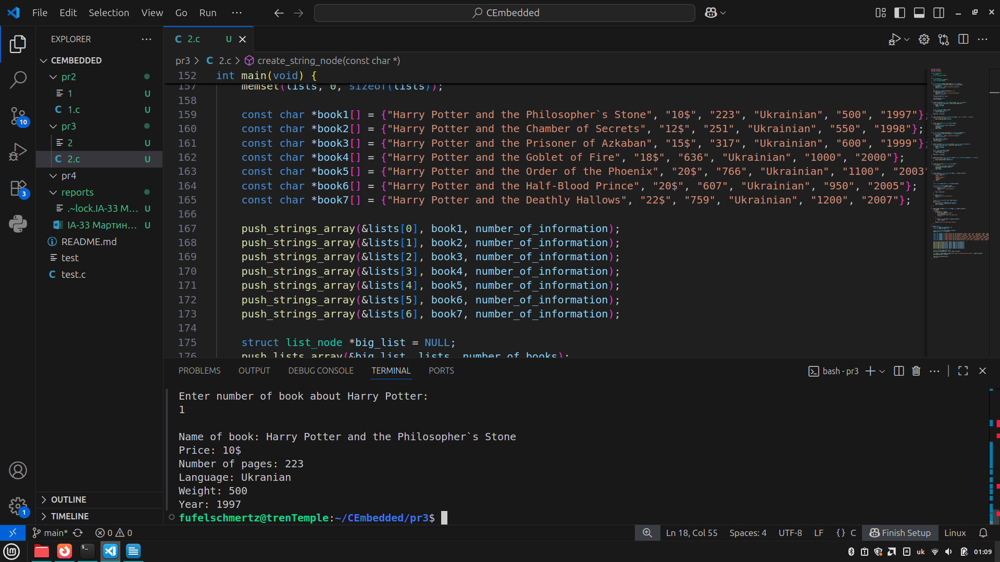 File Edit Selection View Go Run ···
CEmbedded
EXPLORER
CEMBEDDED
pr2
1 U
C 1.c U
pr3
2 U
C 2.c U
pr4
reports
.~lock.IA-33 M... U
IA-33 Мартин... U
README.md
test
C test.c
OUTLINE
TIMELINE
10
3
1
C 2.c U
pr3 > C 2.c > create_string_node(const char *)
152 int main(void) {
157 memset(lists, 0, sizeof(lists));
158
159 const char *book1[] = {"Harry Potter and the Philosopher`s Stone", "10$", "223", "Ukrainian", "500", "1997"};
160 const char *book2[] = {"Harry Potter and the Chamber of Secrets", "12$", "251", "Ukrainian", "550", "1998"};
161 const char *book3[] = {"Harry Potter and the Prisoner of Azkaban", "15$", "317", "Ukrainian", "600", "1999"};
162 const char *book4[] = {"Harry Potter and the Goblet of Fire", "18$", "636", "Ukrainian", "1000", "2000"};
163 const char *book5[] = {"Harry Potter and the Order of the Phoenix", "20$", "766", "Ukrainian", "1100", "2003"
164 const char *book6[] = {"Harry Potter and the Half-Blood Prince", "20$", "607", "Ukrainian", "950", "2005"};
165 const char *book7[] = {"Harry Potter and the Deathly Hallows", "22$", "759", "Ukrainian", "1200", "2007"};
166
167 push_strings_array(&lists[0], book1, number_of_information);
168 push_strings_array(&lists[1], book2, number_of_information);
169 push_strings_array(&lists[2], book3, number_of_information);
170 push_strings_array(&lists[3], book4, number_of_information);
171 push_strings_array(&lists[4], book5, number_of_information);
172 push_strings_array(&lists[5], book6, number_of_information);
173 push_strings_array(&lists[6], book7, number_of_information);
174
175 struct list_node *big_list = NULL;
176 push_lists_array(&big_list, lists, number_of_books);
PROBLEMS OUTPUT DEBUG CONSOLE TERMINAL PORTS
bash - pr3
Enter number of book about Harry Potter:
1
Name of book: Harry Potter and the Philosopher`s Stone
Price: 10$
Number of pages: 223
Language: Ukranian
Weight: 500
Year: 1997
fufelschmertz@trenTemple:~/CEmbedded/pr3$
main* 0 0
Ln 18, Col 55 Spaces: 4 UTF-8 LF {} C Finish Setup Linux
uk 01:09